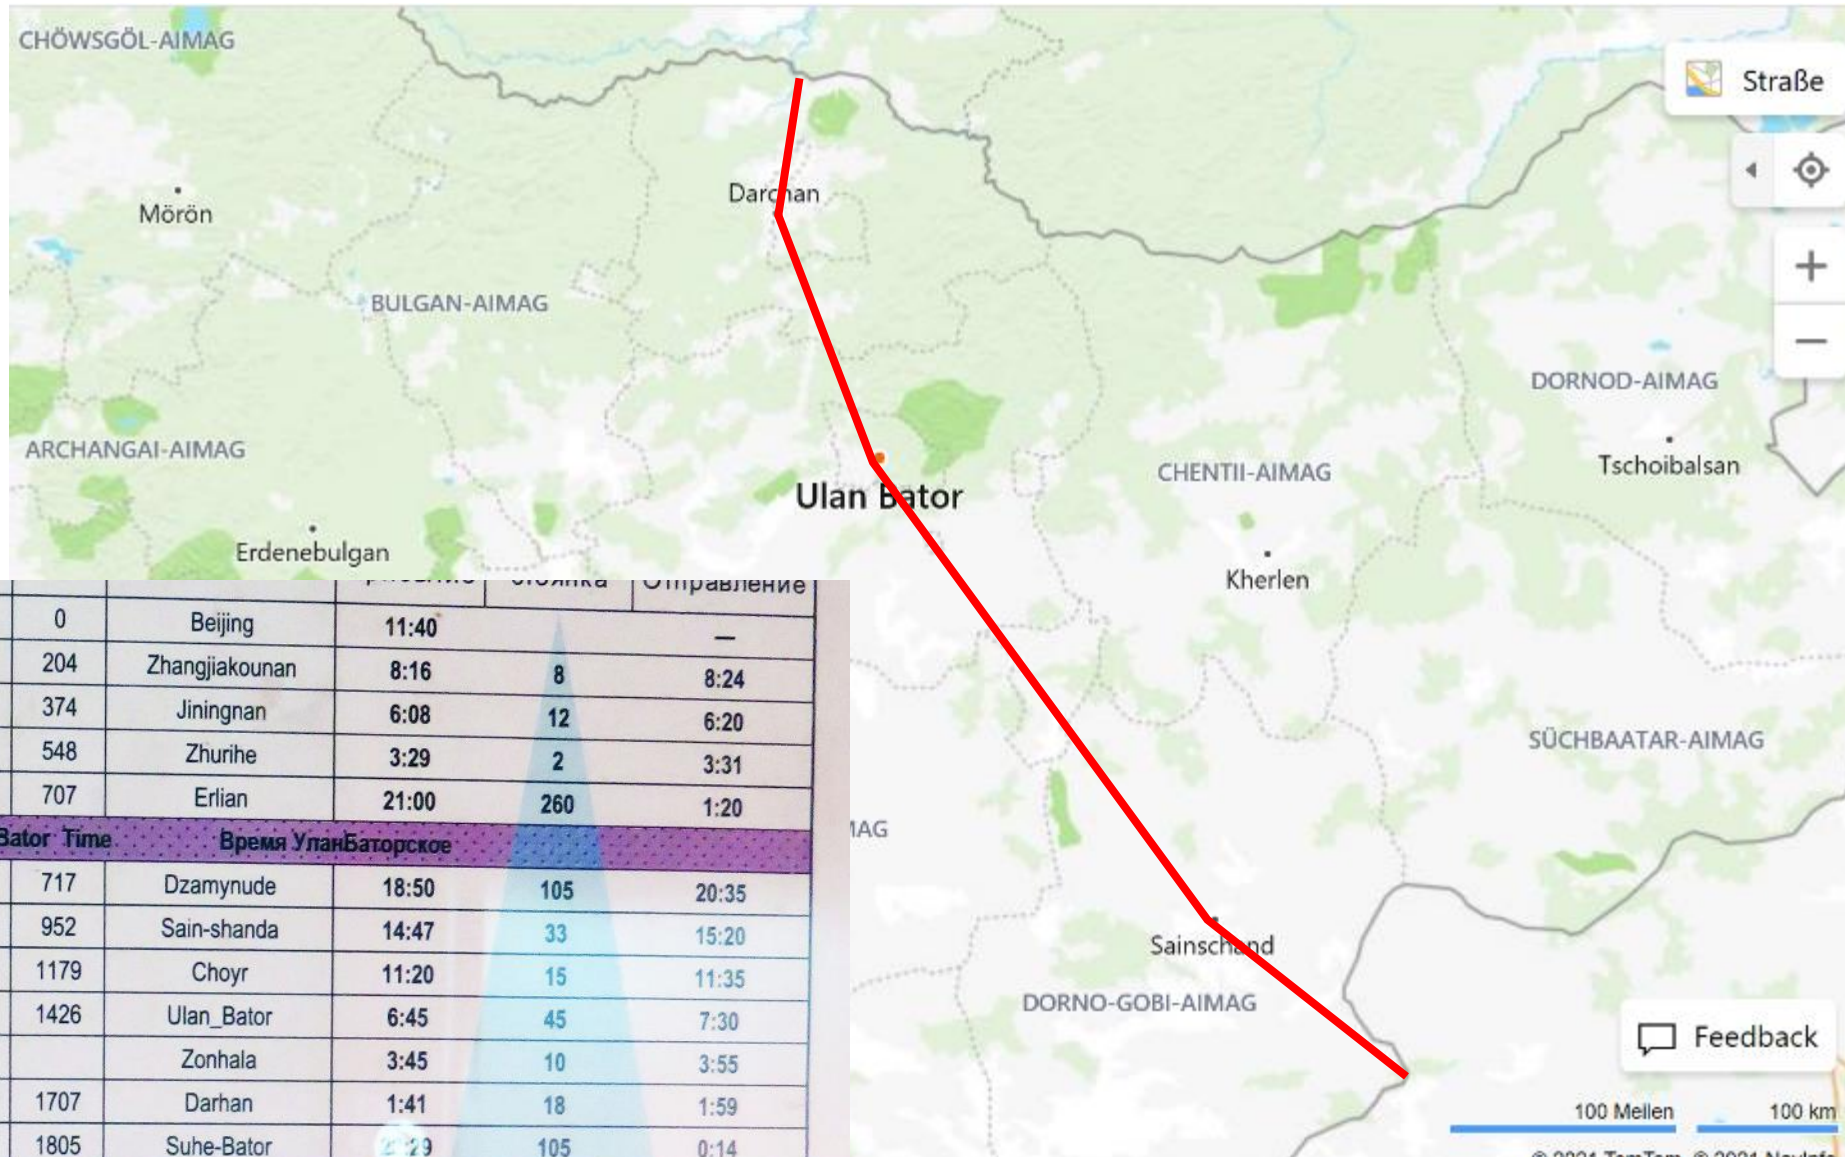 CHÖWSGÖL-AIMAG
Straße
Mörön
Darchan
BULGAN-AIMAG
DORNOD-AIMAG
ARCHANGAI-AIMAG
Tschoibalsan
CHENTII-AIMAG
Ulan Bator
Erdenebulgan
Kherlen
стоянка Отправление
0 Beijing 11:40 —
204 Zhangjiakounan 8:16 8 8:24
374 Jiningnan 6:08 12 6:20
548 Zhurihe 3:29 2 3:31
707 Erlian 21:00 260 1:20
Bator Time Время УланБаторское
717 Dzamynude 18:50 105 20:35
952 Sain-shanda 14:47 33 15:20
1179 Choyr 11:20 15 11:35
1426 Ulan_Bator 6:45 45 7:30
Zonhala 3:45 10 3:55
1707 Darhan 1:41 18 1:59
1805 Suhe-Bator :29 105 0:14
SÜCHBAATAR-AIMAG
AG
Sainschand
DORNO-GOBI-AIMAG
Feedback
100 Meilen 100 km
© 2021 TomTom, © 2021 NavInfo